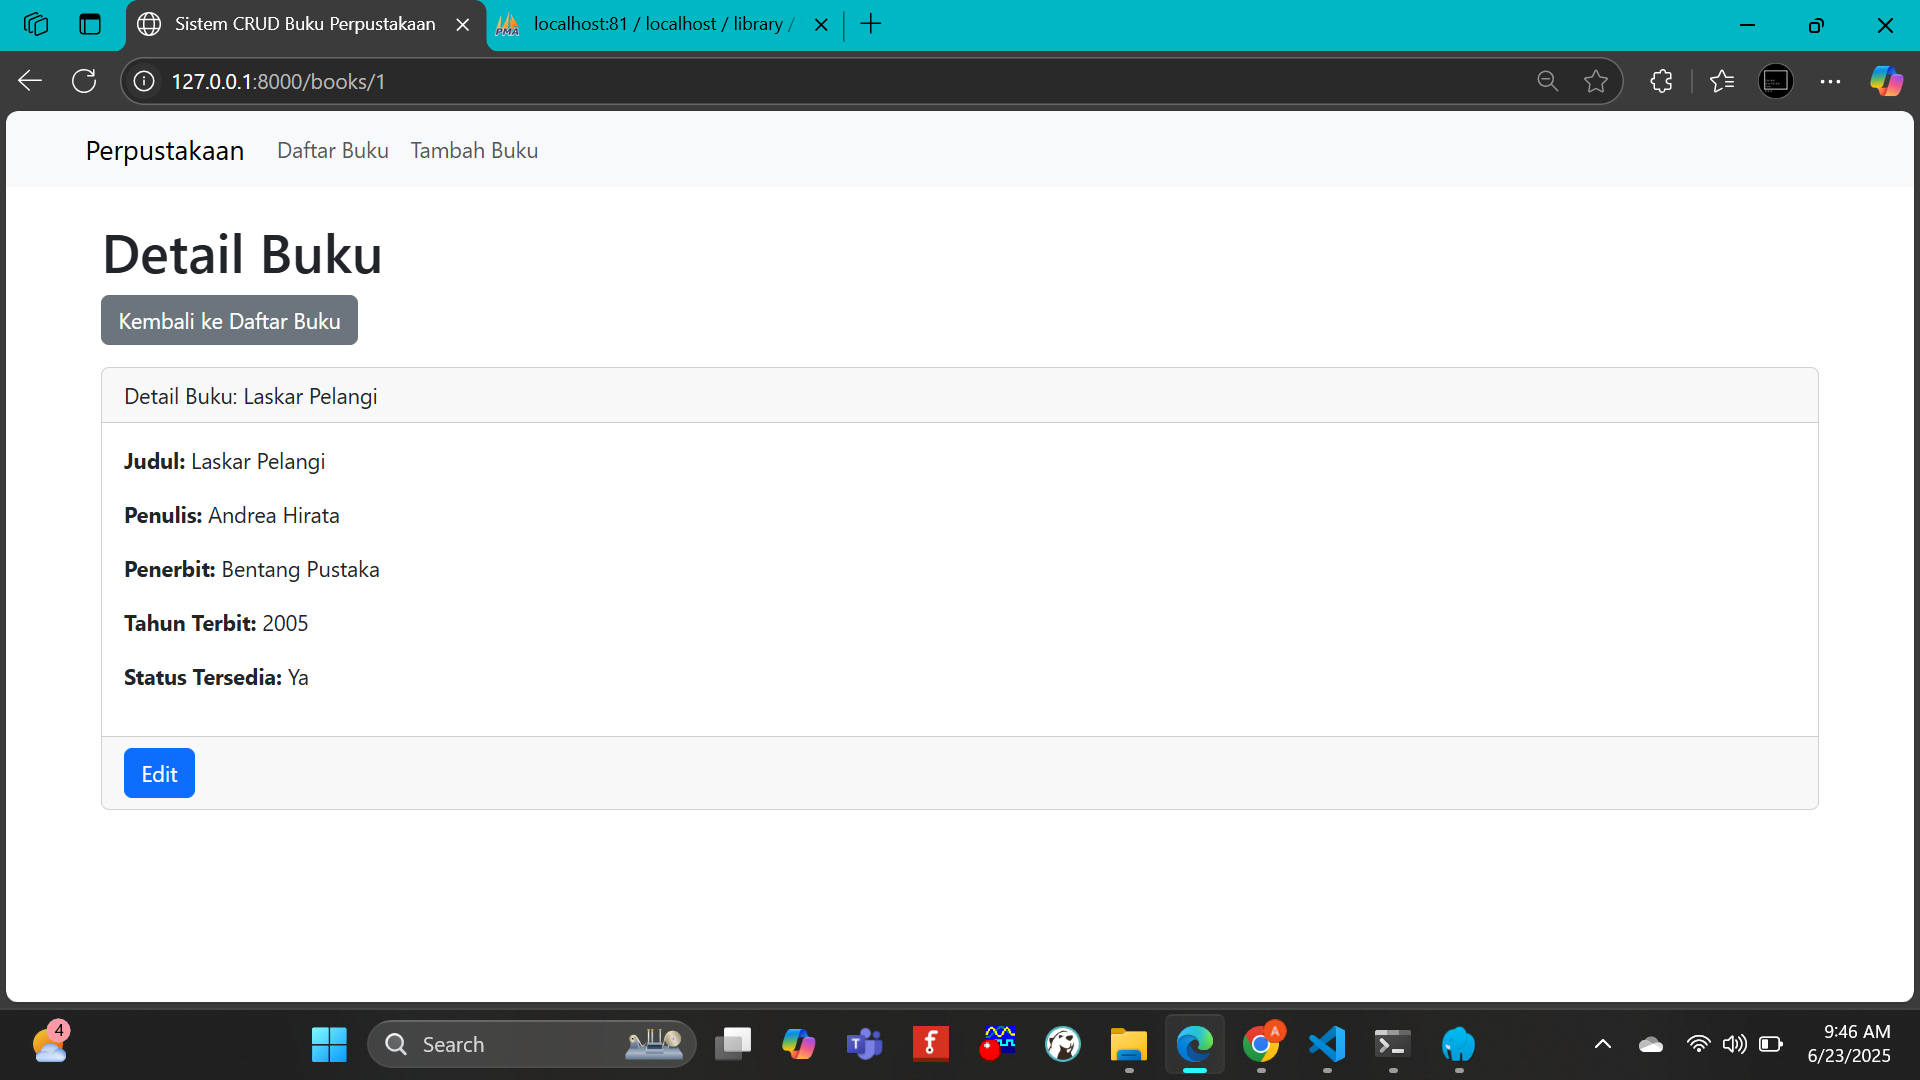 Sistem CRUD Buku Perpustakaan
localhost:81 / localhost / library /
127.0.0.1:8000/books/1
Perpustakaan
Daftar Buku
Tambah Buku
Detail Buku
Kembali ke Daftar Buku
Detail Buku: Laskar Pelangi
Judul: Laskar Pelangi
Penulis: Andrea Hirata
Penerbit: Bentang Pustaka
Tahun Terbit: 2005
Status Tersedia: Ya
Edit
4
Search
A
9:46 AM
6/23/2025